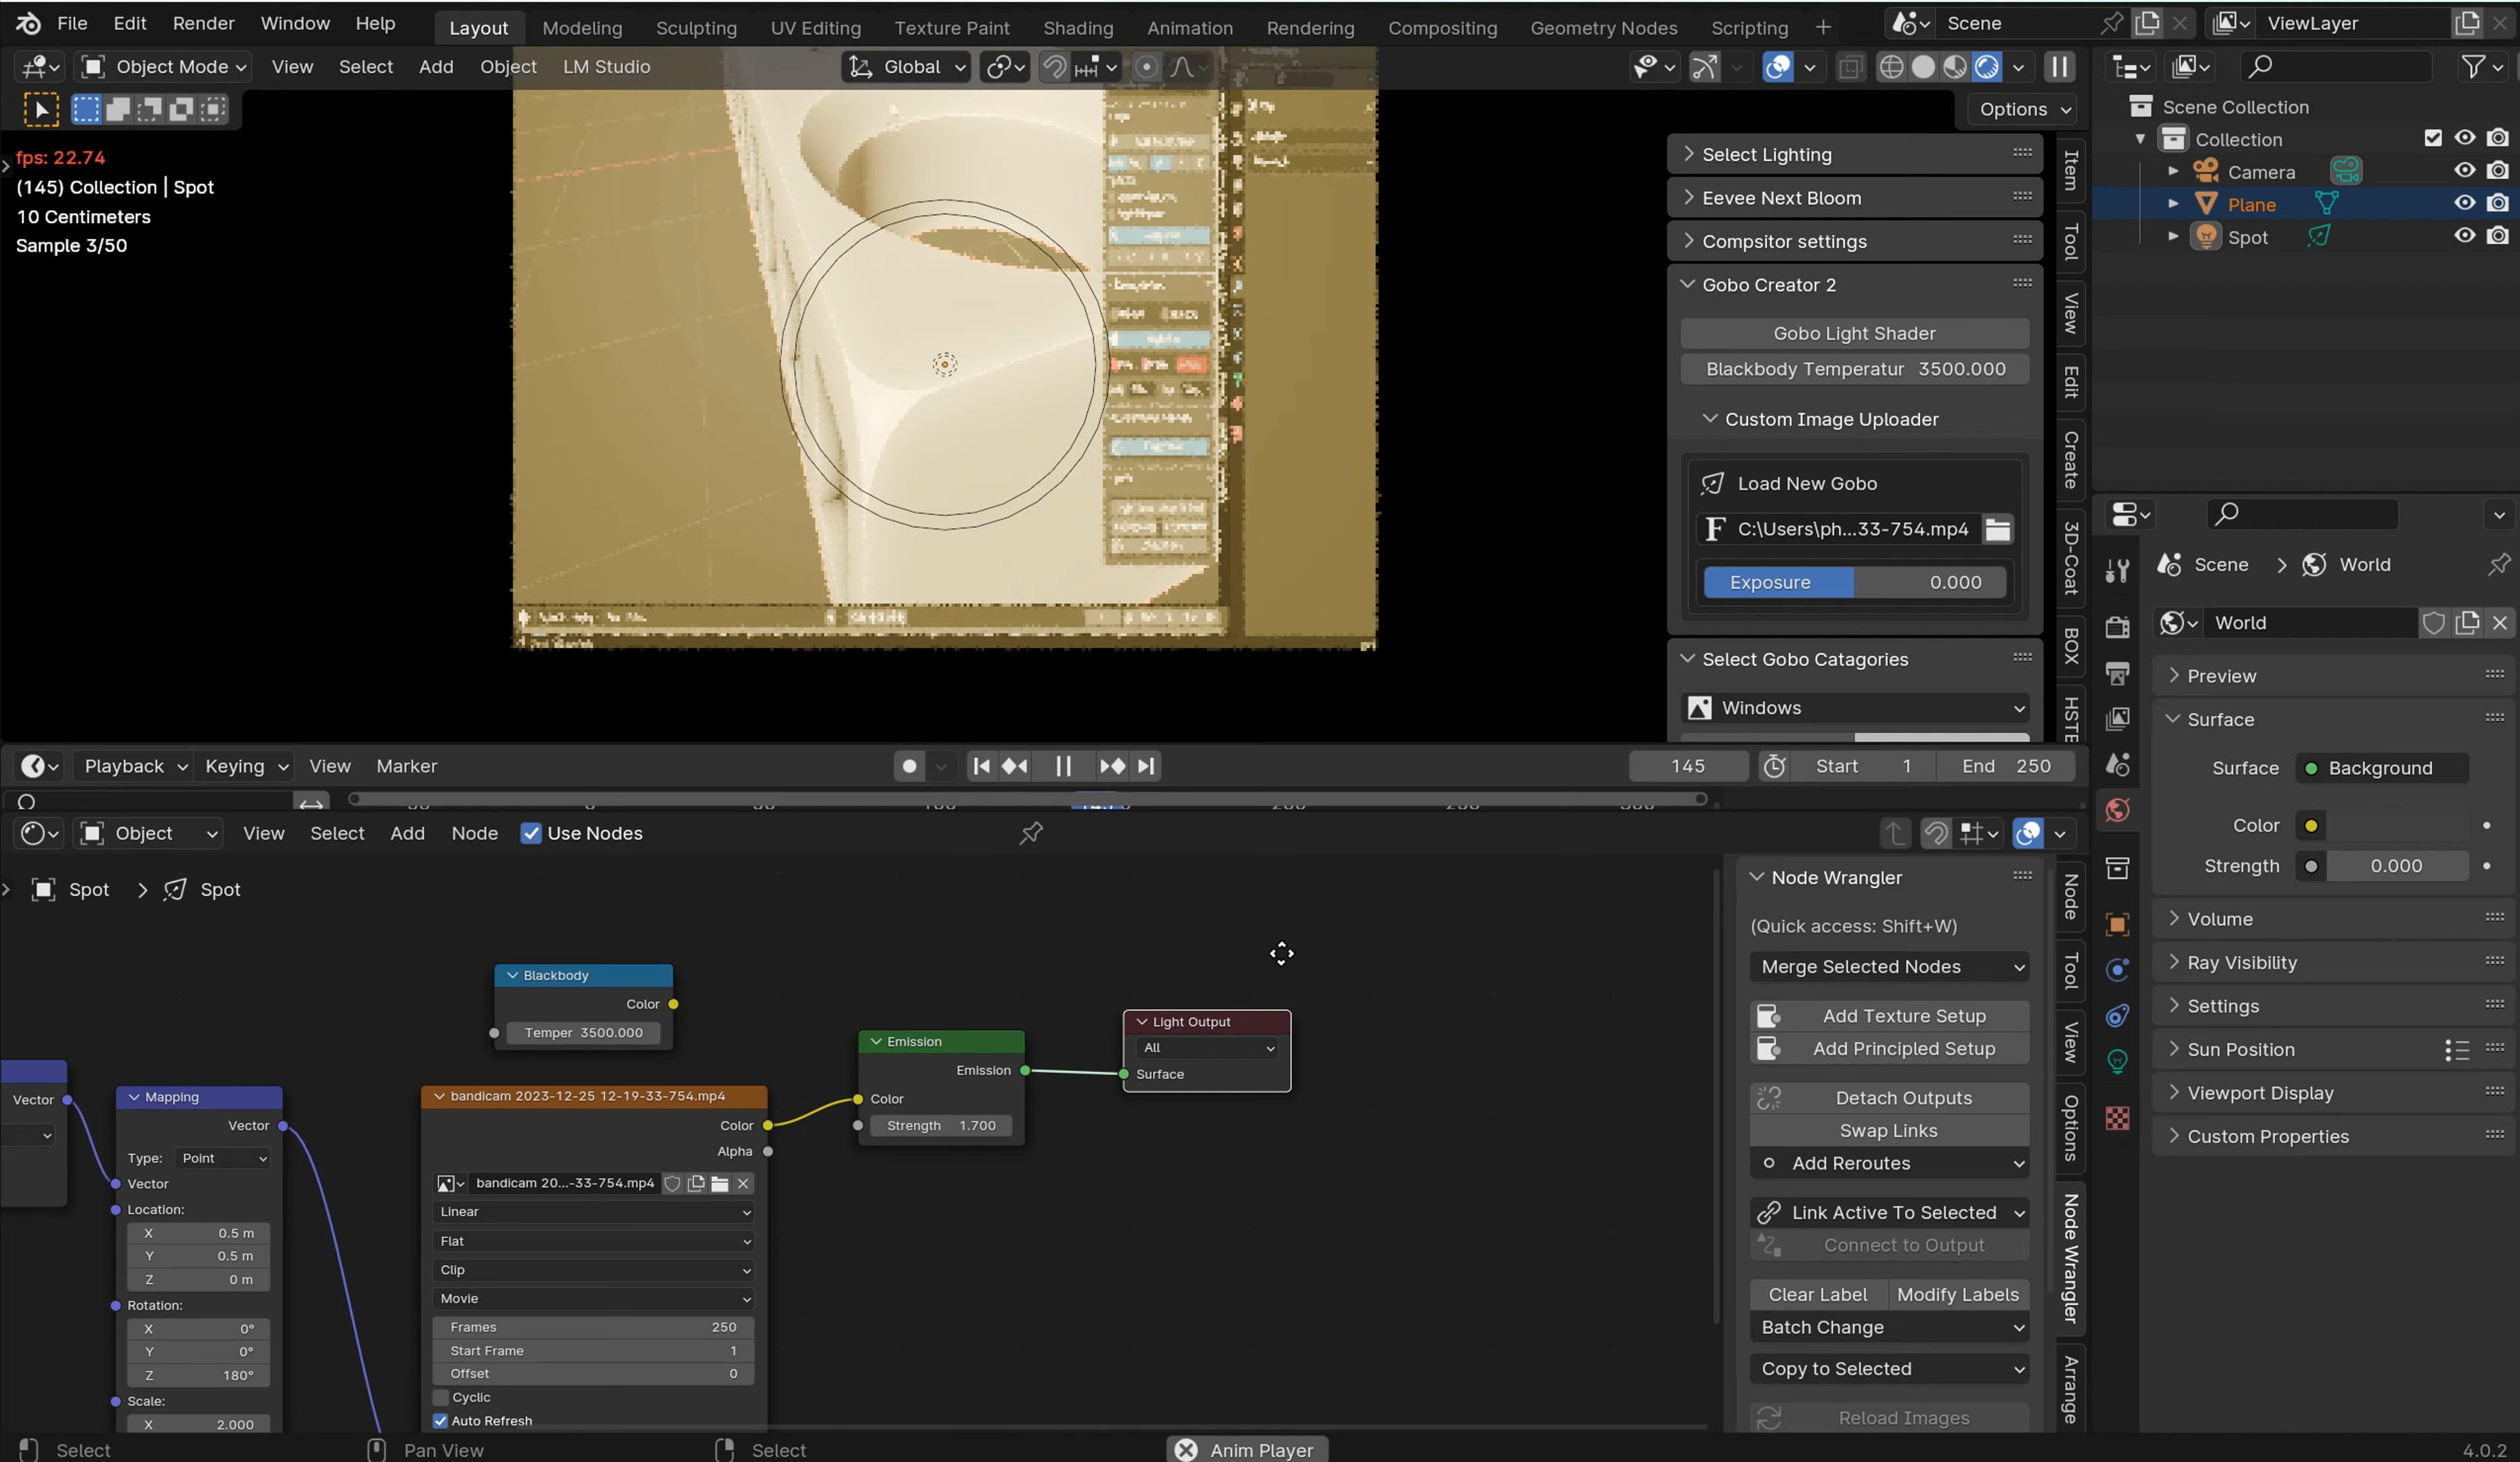 File Edit Render Window Help Layout Modeling Sculpting UV Editing Texture Paint Shading Animation Rendering Compositing Geometry Nodes Scripting + Scene ViewLayer
Object Mode View Select Add Object LM Studio Global
Options
fps: 22.74
(145) Collection | Spot
10 Centimeters
Sample 3/50
Select Lighting
Eevee Next Bloom
Compsitor settings
Gobo Creator 2
Gobo Light Shader
Blackbody Temperatur 3500.000
Custom Image Uploader
Load New Gobo
C:\Users\ph...33-754.mp4
Exposure 0.000
Select Gobo Catagories
Windows
Item
Tool
View
Edit
Create
3D-Coat
BOX
HSTE
Scene Collection
Collection
Camera
Plane
Spot
Scene > World
World
Preview
Surface
Surface Background
Color
Strength 0.000
Volume
Ray Visibility
Settings
Sun Position
Viewport Display
Custom Properties
Playback Keying View Marker 145 Start 1 End 250
Object View Select Add Node Use Nodes
Spot > Spot
Blackbody
Color
Temper 3500.000
Emission
Emission
Color
Strength 1.700
Light Output
All
Surface
Vector
Mapping
Vector
Type: Point
Vector
Location:
X 0.5 m
Y 0.5 m
Z 0 m
Rotation:
X 0°
Y 0°
Z 180°
Scale:
X 2.000
bandicam 2023-12-25 12-19-33-754.mp4
Color
Alpha
bandicam 20...-33-754.mp4
Linear
Flat
Clip
Movie
Frames 250
Start Frame 1
Offset 0
Cyclic
Auto Refresh
Node Wrangler
(Quick access: Shift+W)
Merge Selected Nodes
Add Texture Setup
Add Principled Setup
Detach Outputs
Swap Links
Add Reroutes
Link Active To Selected
Connect to Output
Clear Label Modify Labels
Batch Change
Copy to Selected
Reload Images
Node
Tool
View
Options
Node Wrangler
Arrange
Select Pan View Select Anim Player 4.0.2